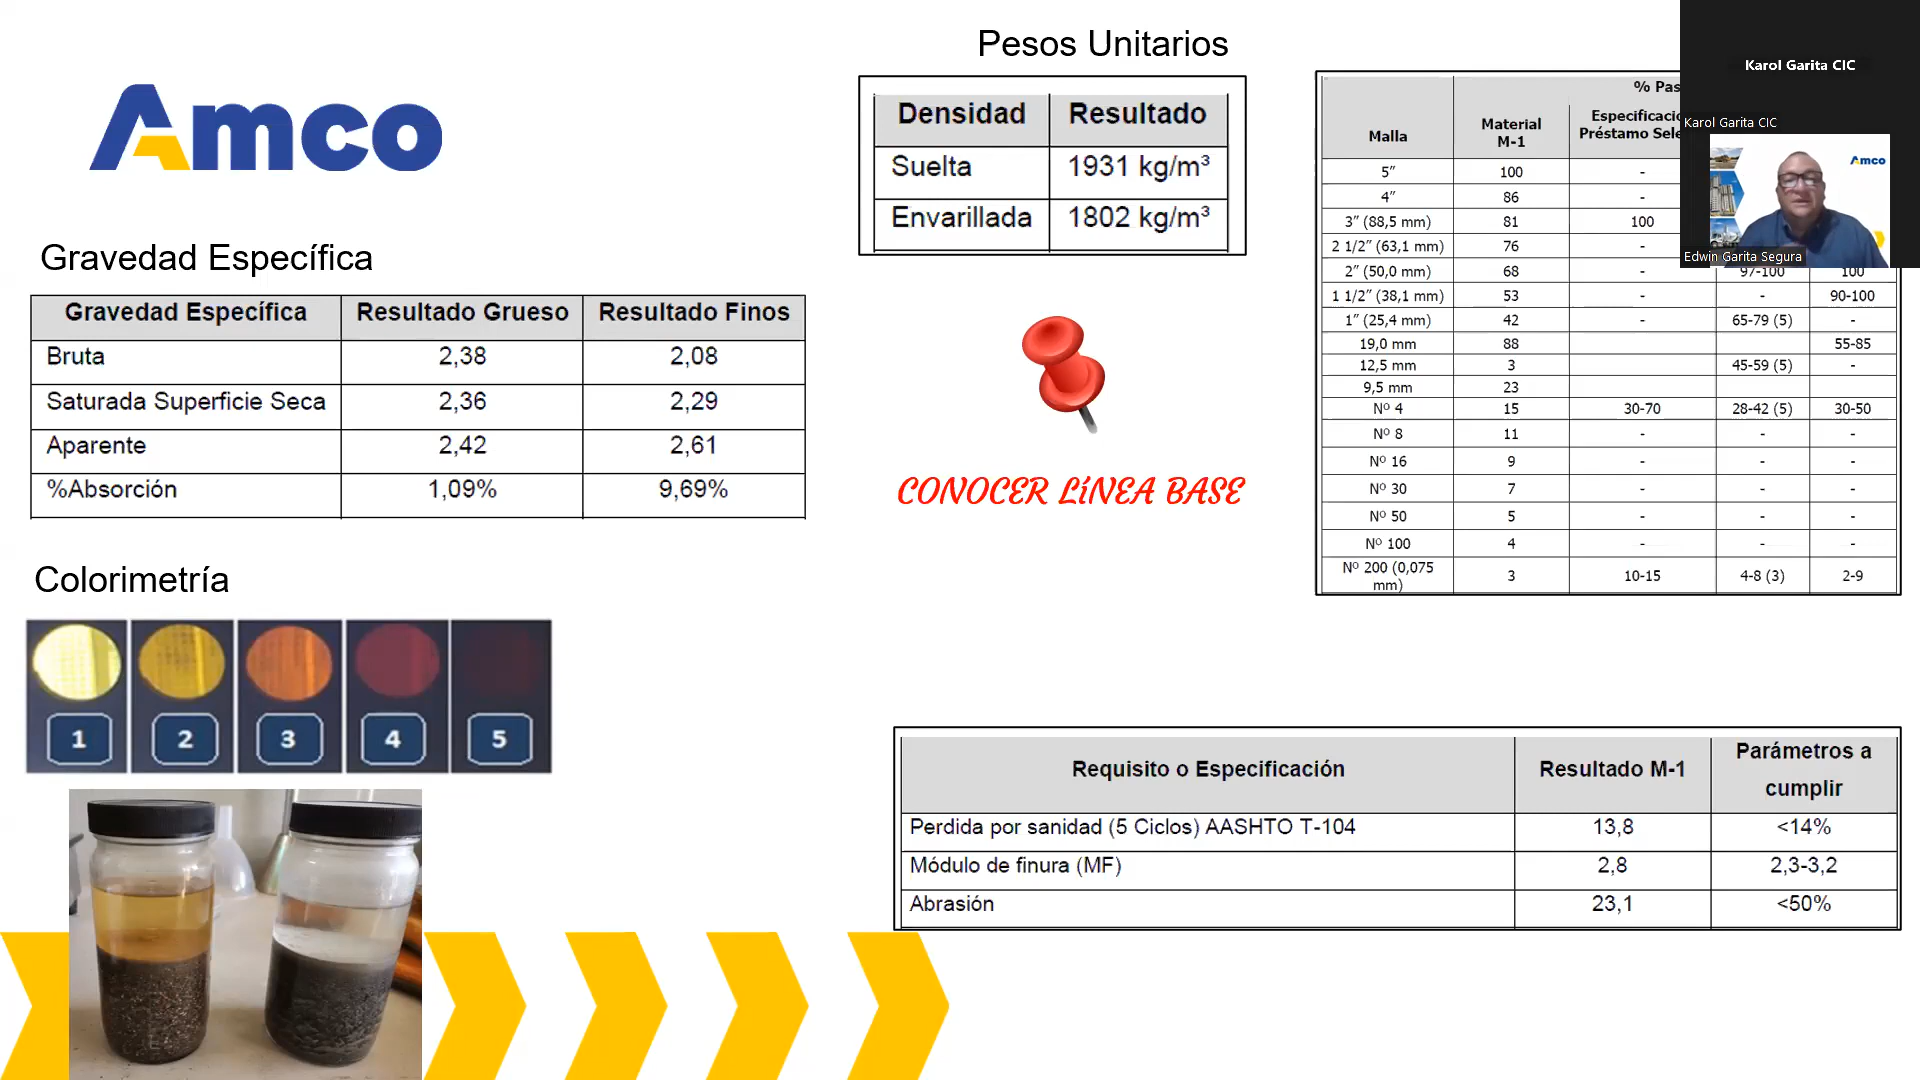 Amco
Gravedad Específica
Gravedad Específica Resultado Grueso Resultado Finos
Bruta 2,38 2,08
Saturada Superficie Seca 2,36 2,29
Aparente 2,42 2,61
%Absorción 1,09% 9,69%
Colorimetría
1 2 3 4 5
Pesos Unitarios
Densidad Resultado
Suelta 1931 kg/m³
Envarillada 1802 kg/m³
CONOCER LíNEA BASE
% Pas
Malla
Material
M-1
Especificacio
Préstamo Sele
5” 100 -
4” 86 -
3” (88,5 mm) 81 100
2 1/2” (63,1 mm) 76 -
2” (50,0 mm) 68 - 97-100 100
1 1/2” (38,1 mm) 53 - - 90-100
1” (25,4 mm) 42 - 65-79 (5) -
19,0 mm 88 55-85
12,5 mm 3 45-59 (5) -
9,5 mm 23
Nº 4 15 30-70 28-42 (5) 30-50
Nº 8 11 - - -
Nº 16 9 - - -
Nº 30 7 - - -
Nº 50 5 - - -
Nº 100 4 - - -
Nº 200 (0,075
mm) 3 10-15 4-8 (3) 2-9
Karol Garita CIC
Karol Garita CIC
Amco
Edwin Garita Segura
Requisito o Especificación Resultado M-1 Parámetros a
cumplir
Perdida por sanidad (5 Ciclos) AASHTO T-104 13,8 <14%
Módulo de finura (MF) 2,8 2,3-3,2
Abrasión 23,1 <50%